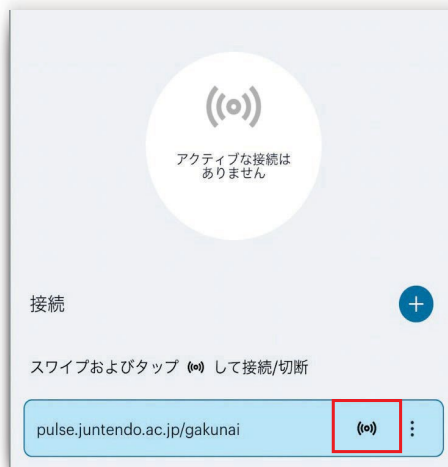 アクティブな接続は
ありません
接続
スワイプおよびタップ して接続/切断
pulse.juntendo.ac.jp/gakunai